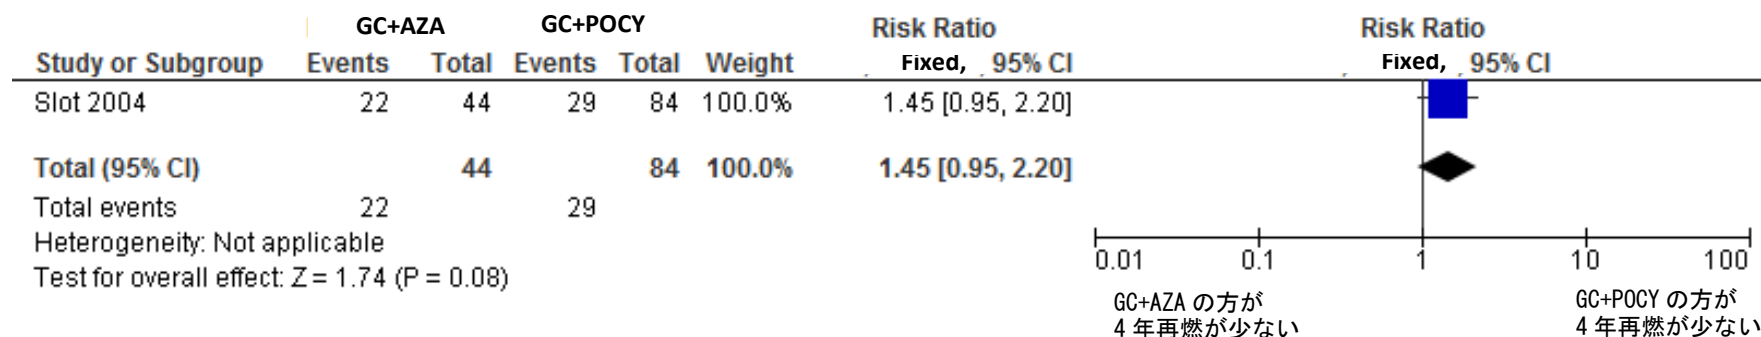 GC+AZA GC+POCY Risk Ratio Risk Ratio
Study or Subgroup Events Total Events Total Weight Fixed, 95% CI Fixed, 95% CI
Slot 2004 22 44 29 84 100.0% 1.45 [0.95, 2.20]
Total (95% CI) 44 84 100.0% 1.45 [0.95, 2.20]
Total events 22 29
Heterogeneity: Not applicable
Test for overall effect: Z = 1.74 (P = 0.08)
0.01 0.1 1 10 100
GC+AZA の方が GC+POCY の方が
4 年再燃が少ない 4 年再燃が少ない